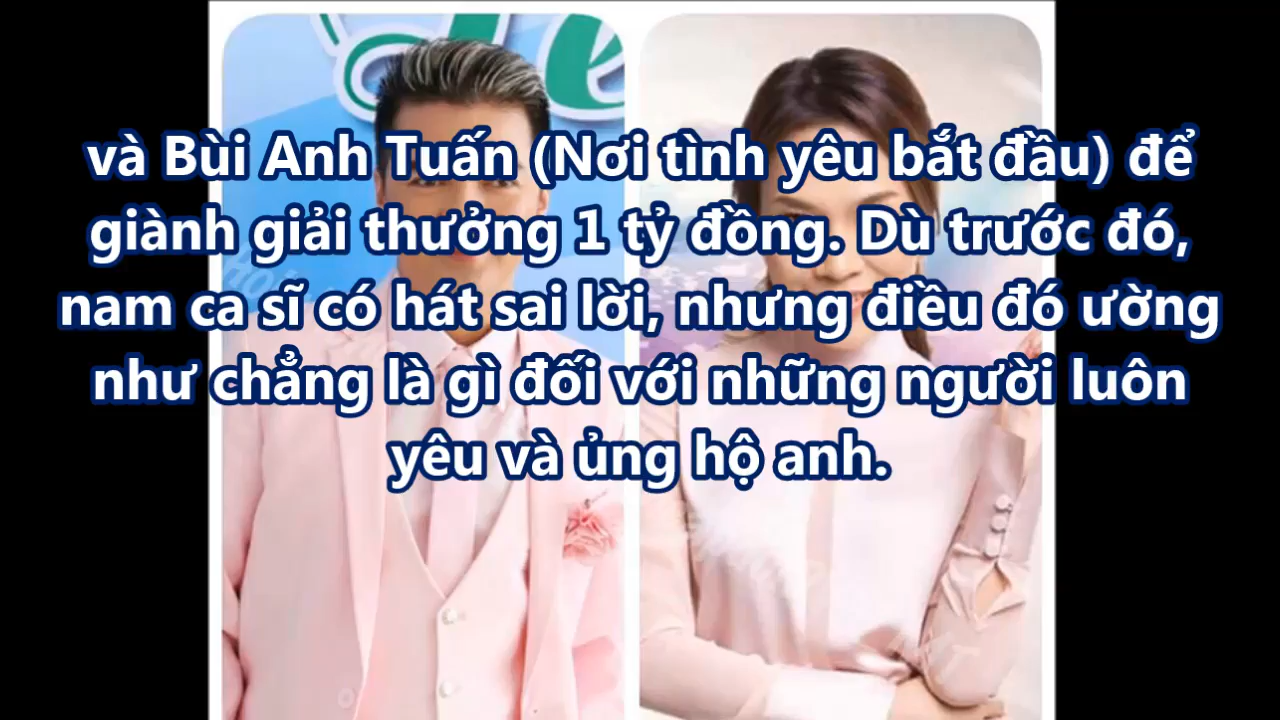 và Bùi Anh Tuấn (Nơi tình yêu bắt đầu) để
giành giải thưởng 1 tỷ đồng. Dù trước đó,
nam ca sĩ có hát sai lời, nhưng điều đó ường
như chẳng là gì đối với những người luôn
yêu và ủng hộ anh.